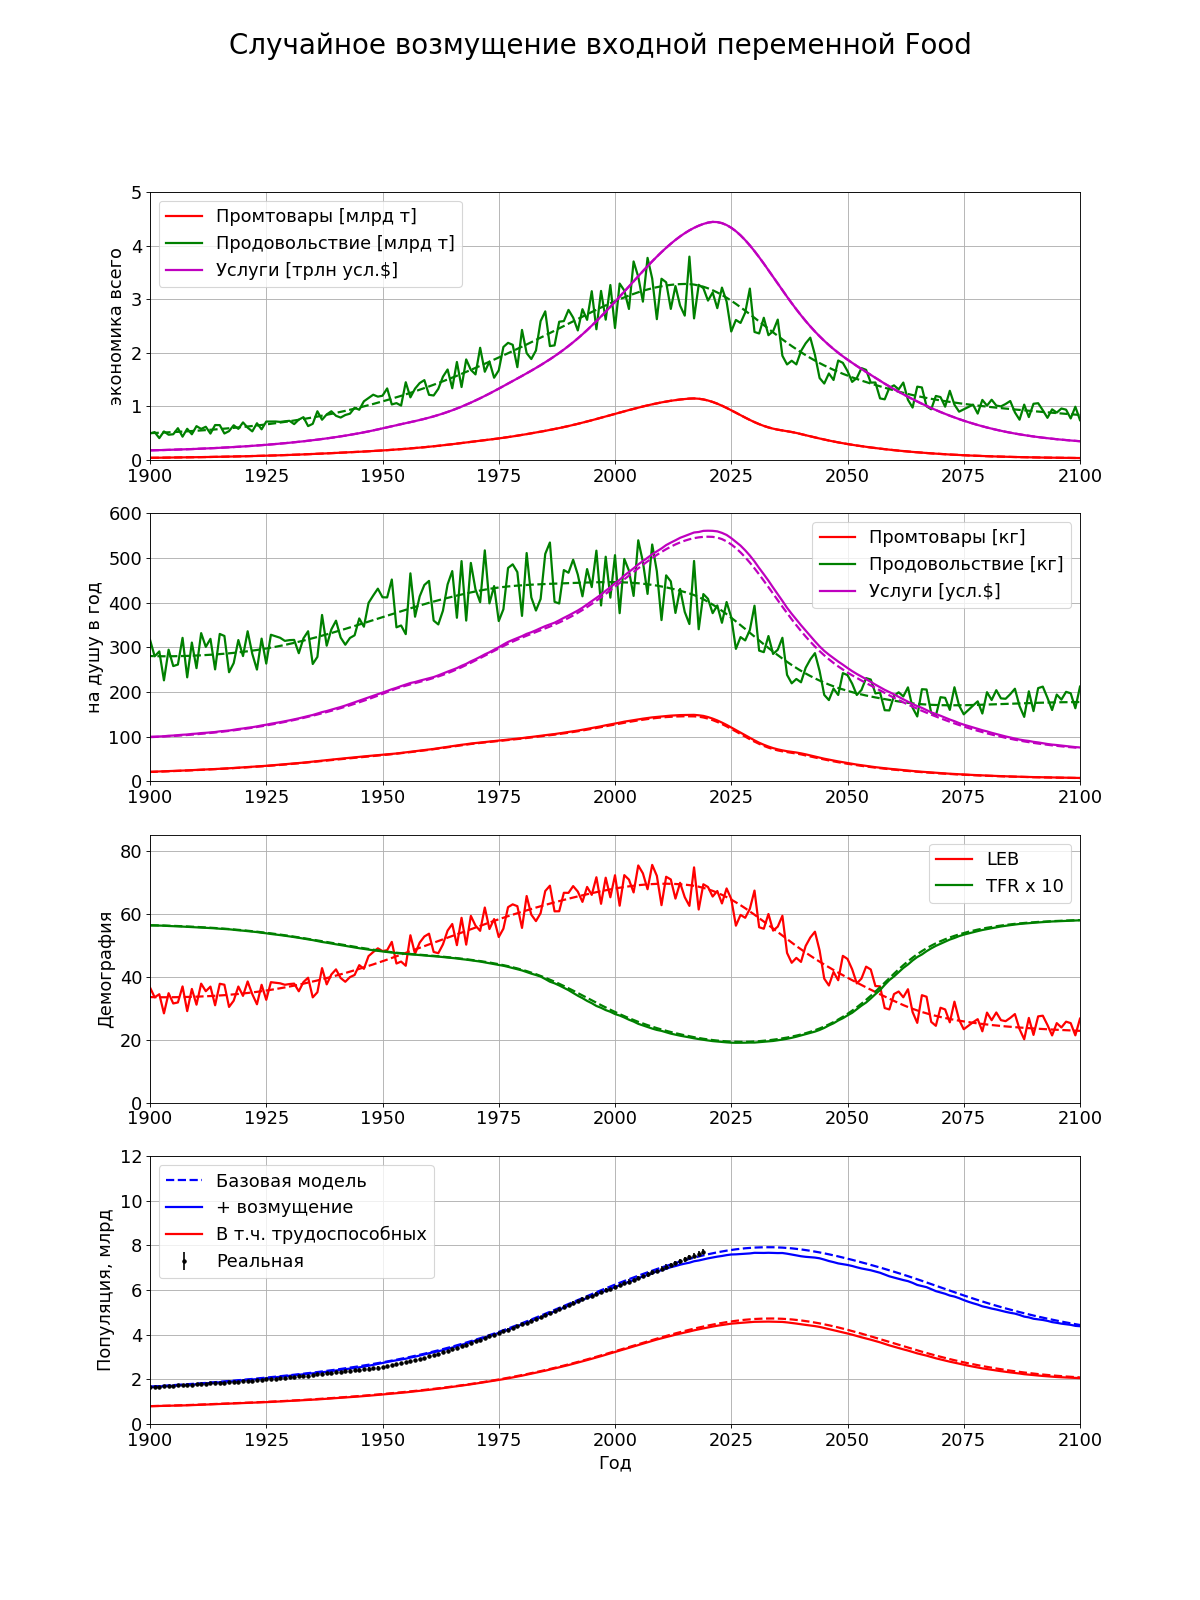 Случайное возмущение входной переменной Food
экономика всего
5
4
3
2
1
0
Промтовары [млрд т]
Продовольствие [млрд т]
Услуги [трлн усл.$]
1900 1925 1950 1975 2000 2025 2050 2075 2100
на душу в год
600
500
400
300
200
100
0
Промтовары [кг]
Продовольствие [кг]
Услуги [усл.$]
1900 1925 1950 1975 2000 2025 2050 2075 2100
Демография
80
60
40
20
0
LEB
TFR x 10
1900 1925 1950 1975 2000 2025 2050 2075 2100
Популяция, млрд
12
10
8
6
4
2
0
Базовая модель
+ возмущение
В т.ч. трудоспособных
Реальная
1900 1925 1950 1975 2000 2025 2050 2075 2100
Год